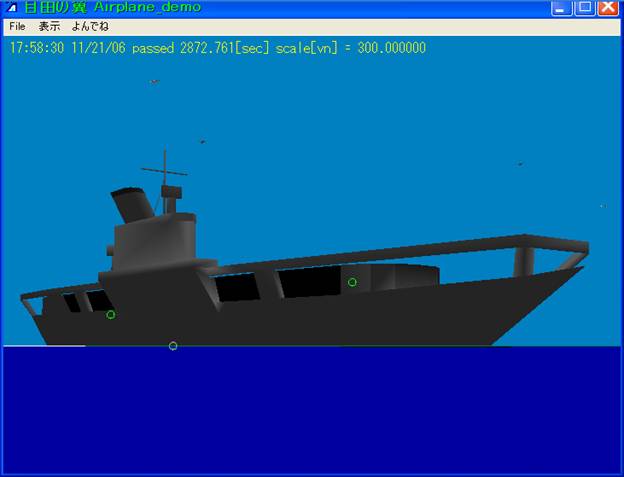 自由の翼 Airplane_demo
File 表示 よんでね
17:58:30 11/21/06 passed 2872.761[sec] scale[vn] = 300.000000